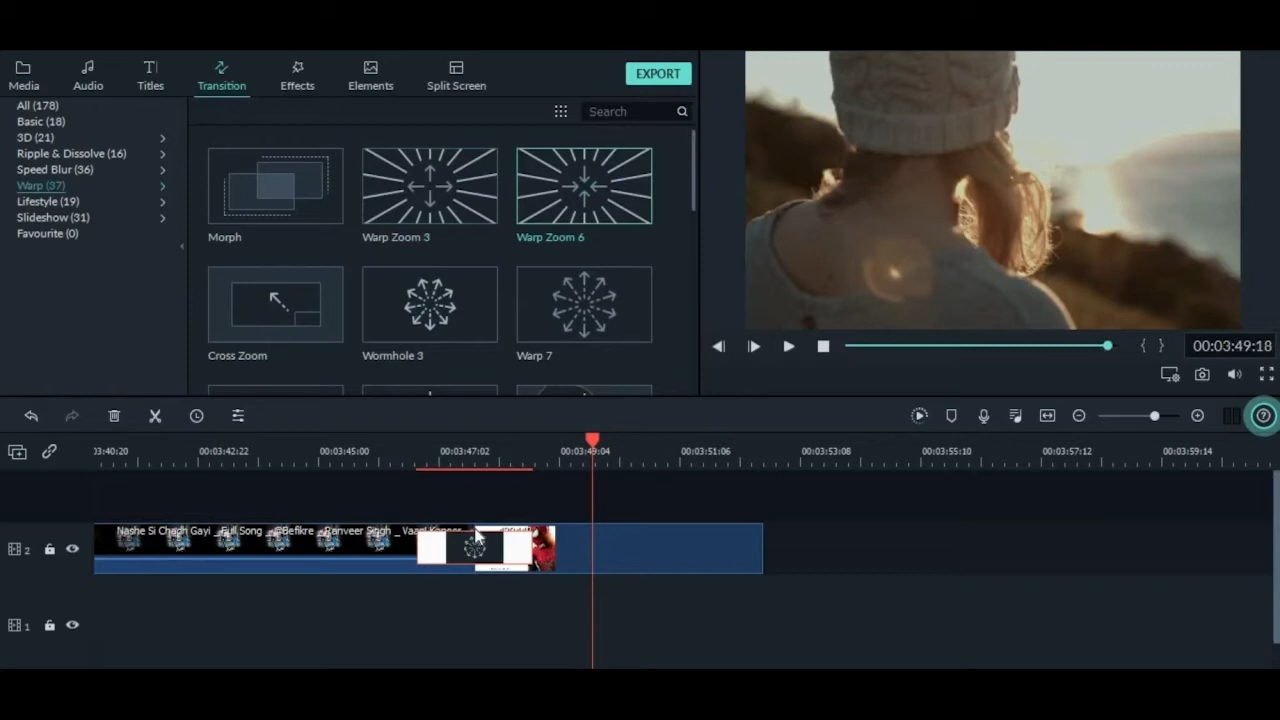 Media
Audio
Titles
Transition
Effects
Elements
Split Screen
EXPORT
All (178)
Basic (18)
3D (21)
Ripple & Dissolve (16)
Speed Blur (36)
Warp (37)
Lifestyle (19)
Slideshow (31)
Favourite (0)
Search
Morph
Warp Zoom 3
Warp Zoom 6
Cross Zoom
Wormhole 3
Warp 7
00:03:49:18
03:40:20
00:03:42:22
00:03:45:00
00:03:47:02
00:03:49:04
00:03:51:06
00:03:53:08
00:03:55:10
00:03:57:12
00:03:59:14
Nashe Si Chadh Gayi _ Full Song _ Befikre _ Ranveer Singh _ Vaani Kapoor
2
1